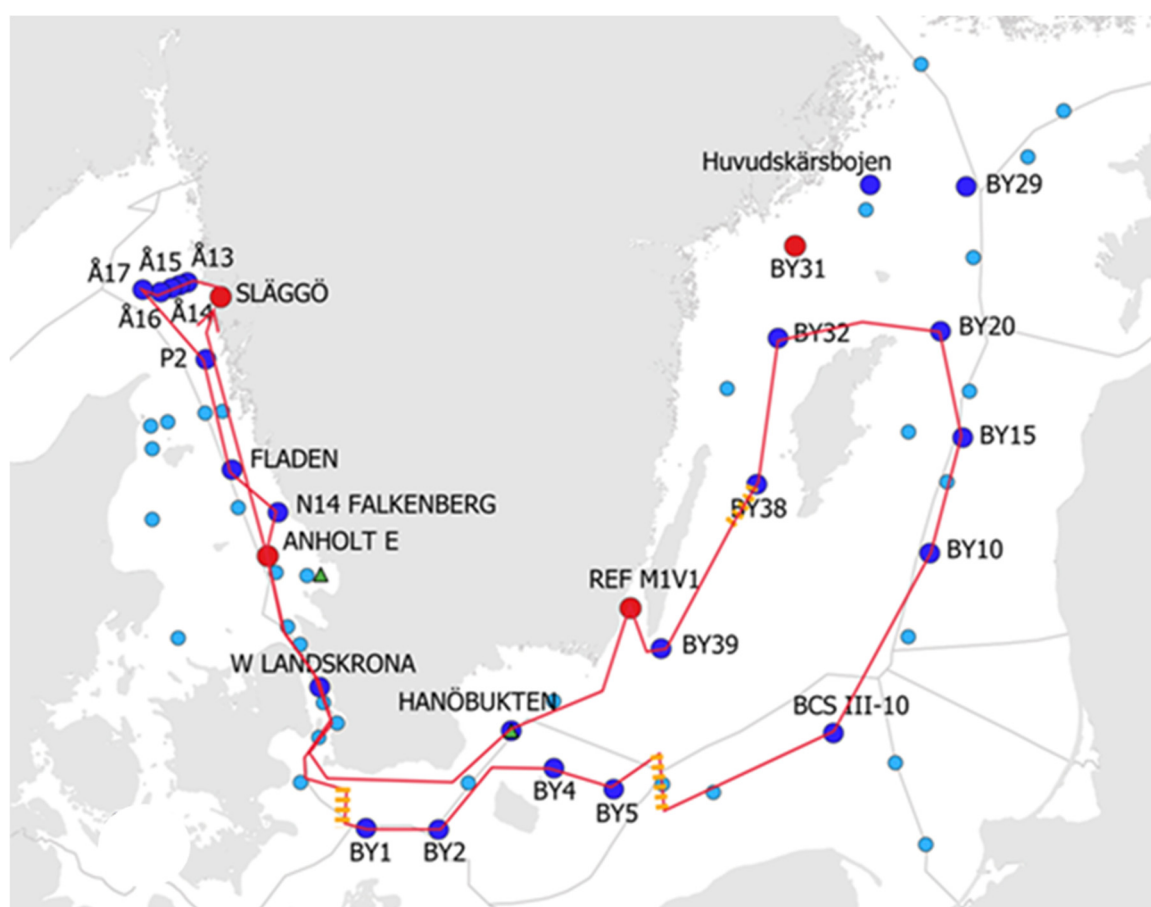 Huvudskärsbojen
BY29
Å13
Å15
Å17
BY31
SLÄGGÖ
Å16
Å14
BY32
BY20
P2
BY15
FLADEN
N14 FALKENBERG
BY38
ANHOLT E
BY10
REF M1V1
BY39
W LANDSKRONA
HANÖBUKTEN
BCS III-10
BY4
BY5
BY1
BY2